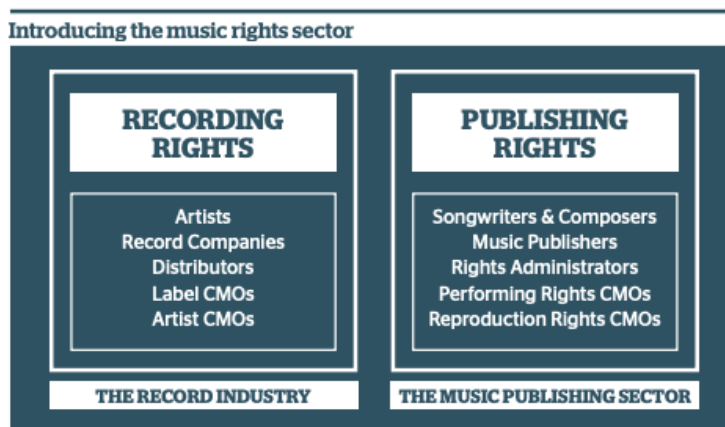 Introducing the music rights sector
RECORDING
RIGHTS
Artists
Record Companies
Distributors
Label CMOs
Artist CMOs
THE RECORD INDUSTRY
PUBLISHING
RIGHTS
Songwriters & Composers
Music Publishers
Rights Administrators
Performing Rights CMOs
Reproduction Rights CMOs
THE MUSIC PUBLISHING SECTOR